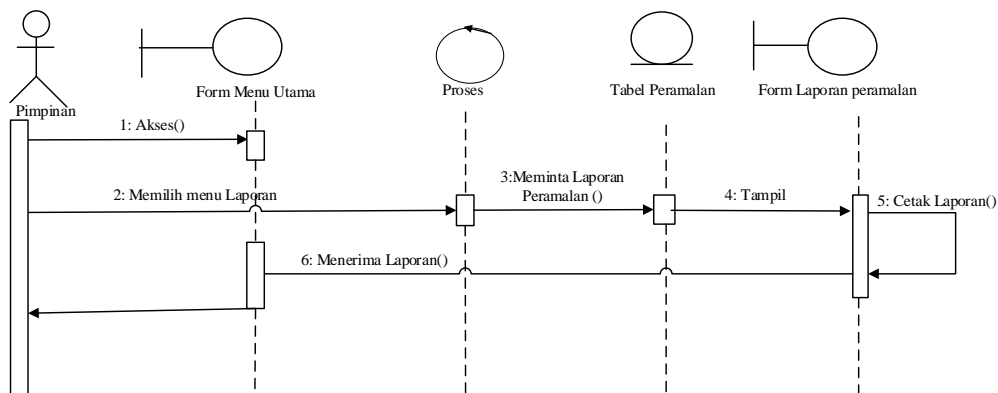 Pimpinan
Form Menu Utama
Proses
Tabel Peramalan
Form Laporan peramalan
1: Akses()
2: Memilih menu Laporan
3:Meminta Laporan
Peramalan ()
4: Tampil
5: Cetak Laporan()
6: Menerima Laporan()